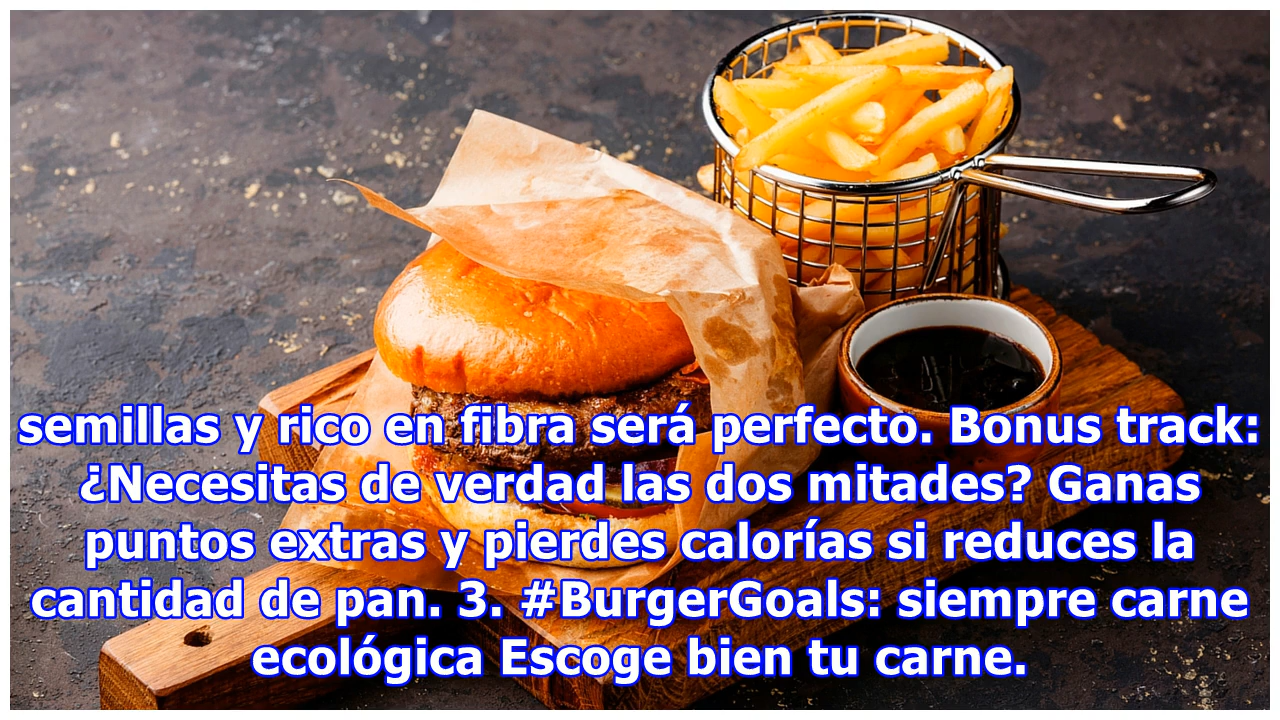 semillas y rico en fibra será perfecto. Bonus track:
¿Necesitas de verdad las dos mitades? Ganas
puntos extras y pierdes calorías si reduces la
cantidad de pan. 3. #BurgerGoals: siempre carne
ecológica Escoge bien tu carne.